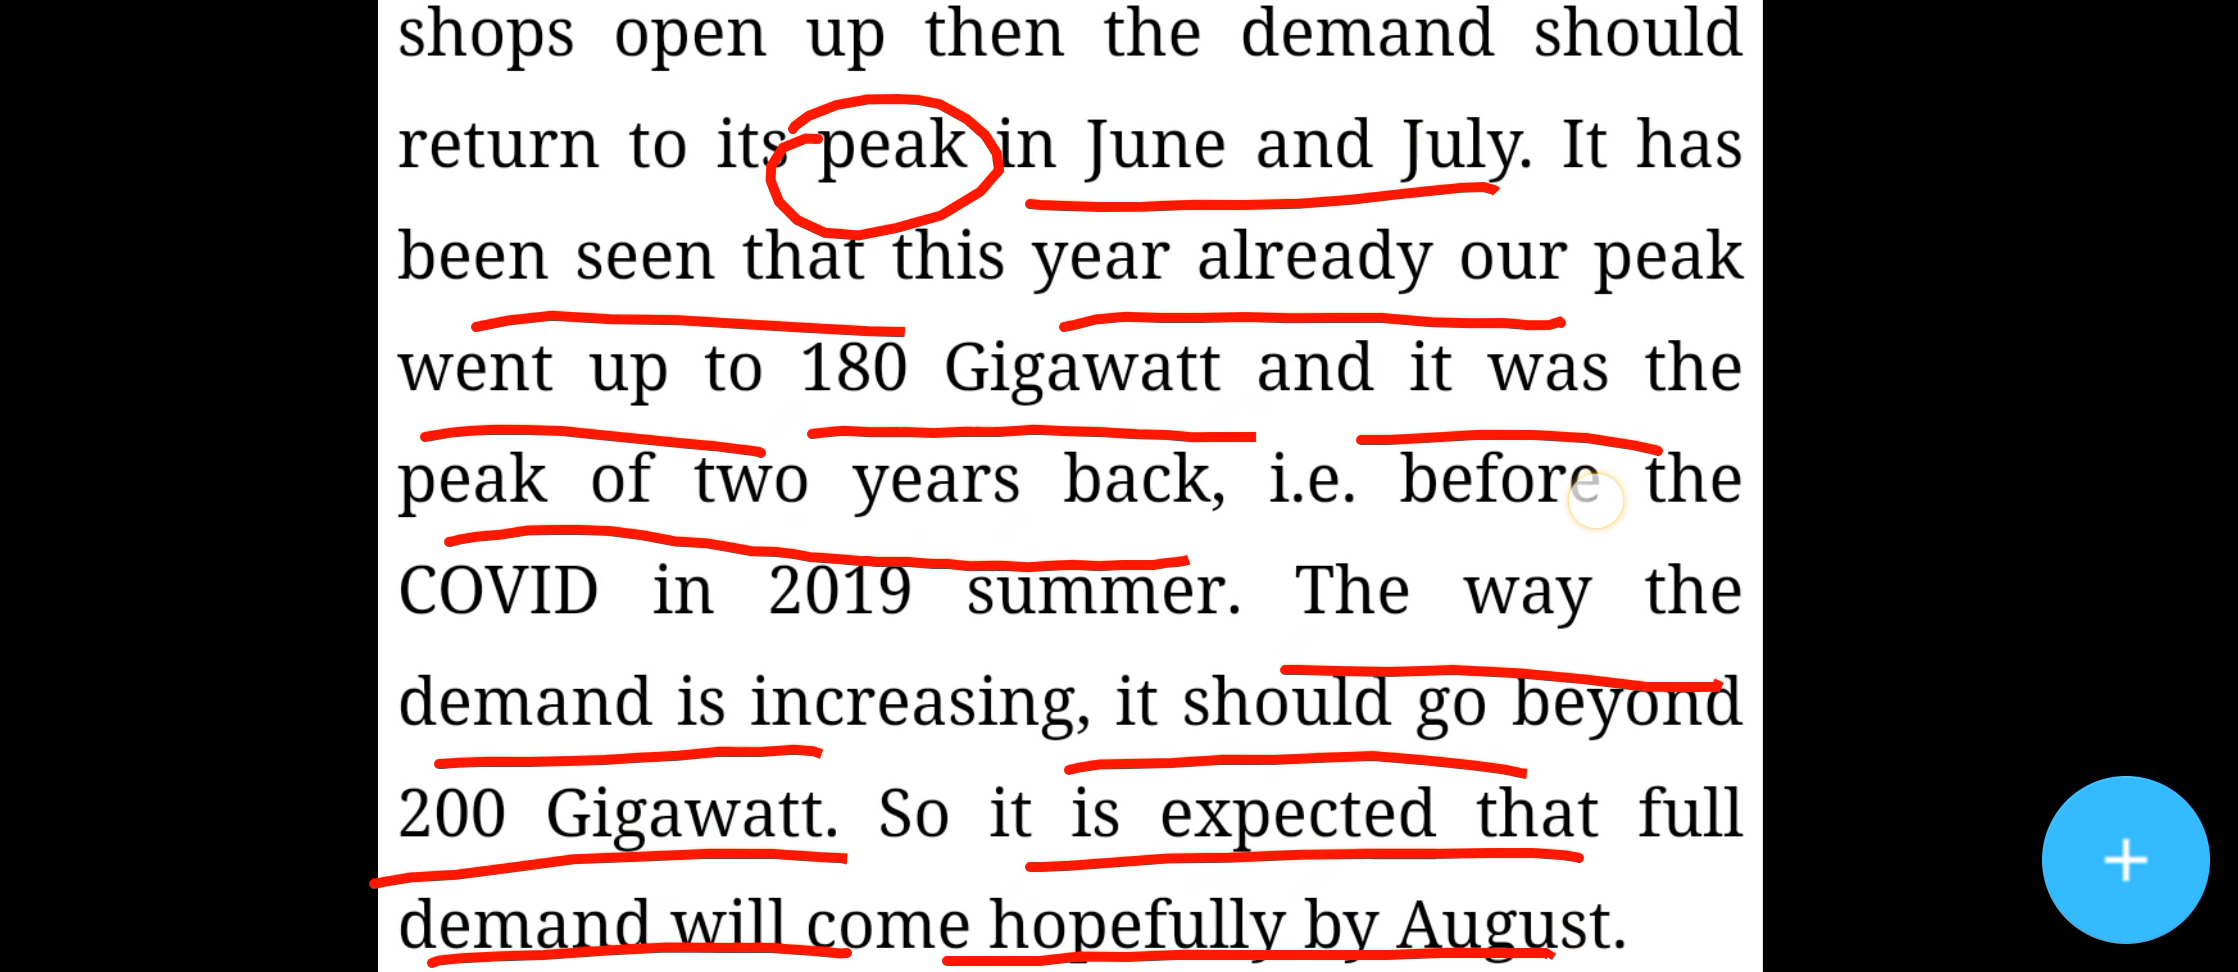 shops open up then the demand should
return to its peak in June and July. It has
been seen that this year already our peak
went up to 180 Gigawatt and it was the
peak of two years back, i.e. before the
COVID in 2019 summer. The way the
demand is increasing, it should go beyond
200 Gigawatt. So it is expected that full
demand will come hopefully by August.